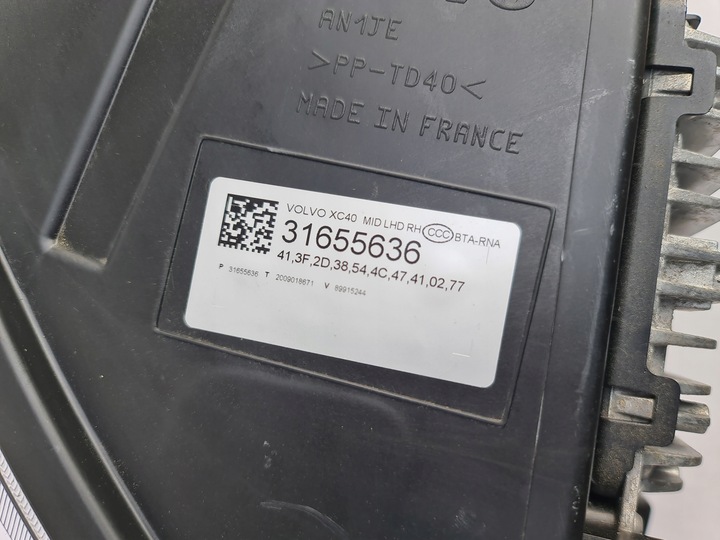 AN1JE
>PP-TD40<
MADE IN FRANCE
VOLVO XC40 MID LHD RH CCC BTA-RNA
31655636
41,3F,2D,38,54,4C,47,41,02,77
P 31655636 T 2009018671 V 89915244